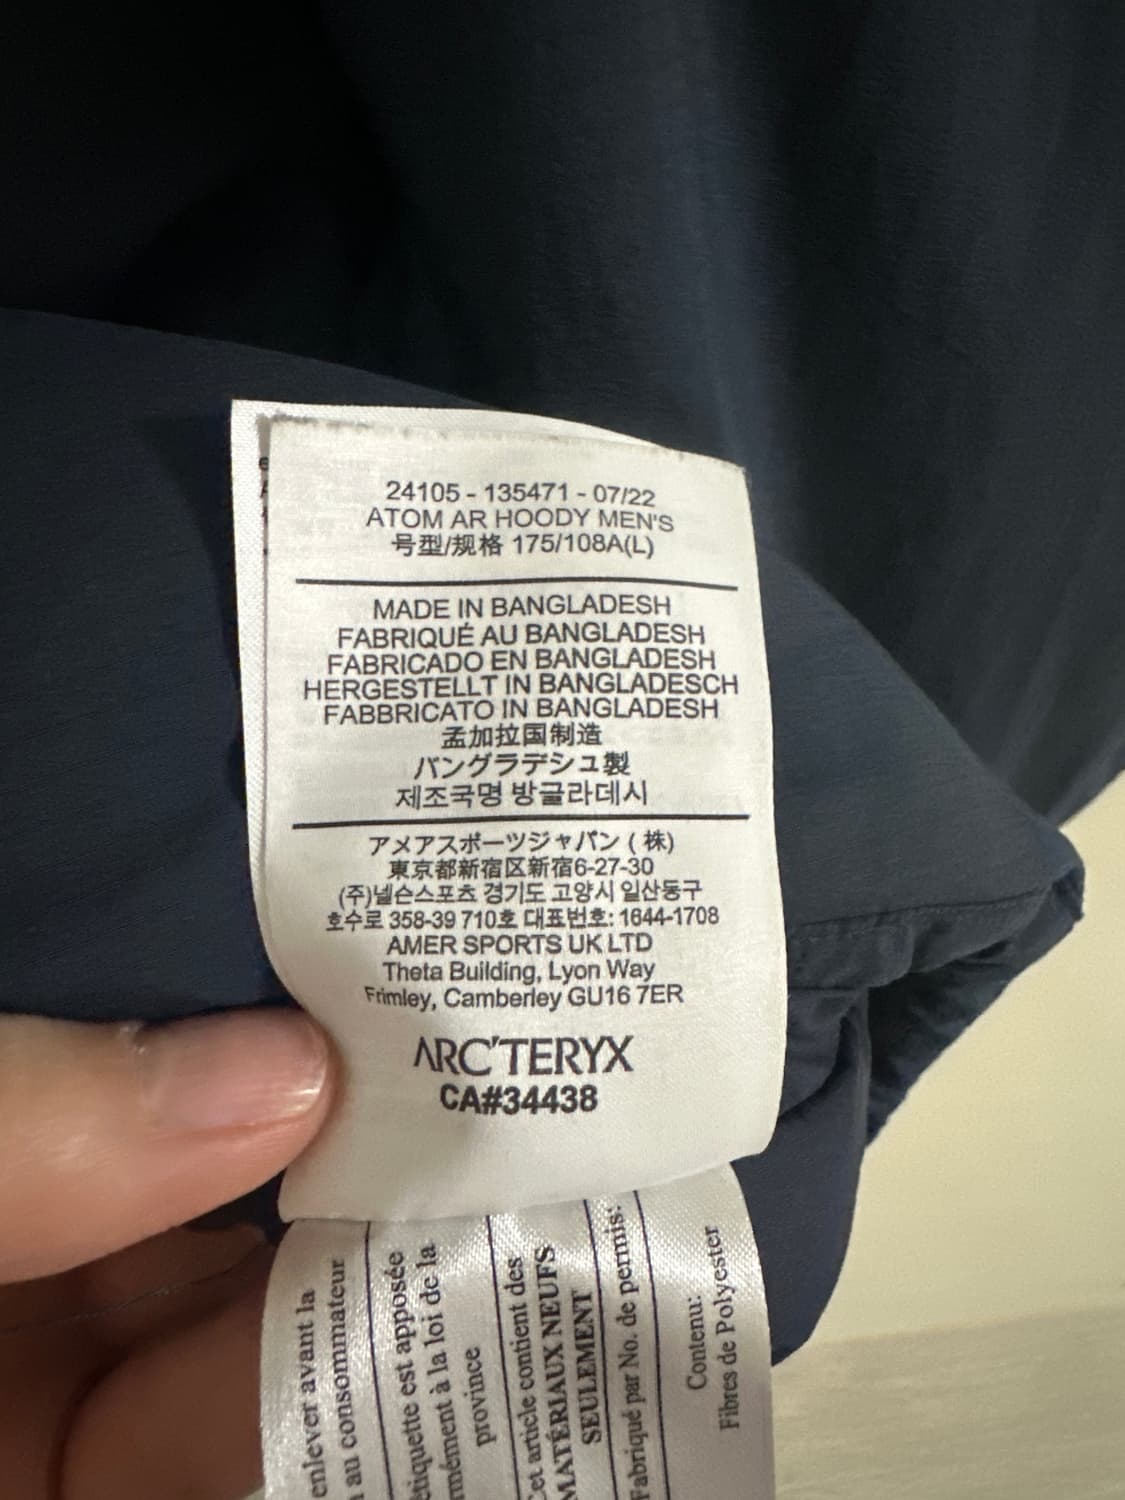 24105 - 135471 - 07/22
ATOM AR HOODY MEN'S
号型/规格 175/108A(L)
MADE IN BANGLADESH
FABRIQUÉ AU BANGLADESH
FABRICADO EN BANGLADESH
HERGESTELLT IN BANGLADESCH
FABBRICATO IN BANGLADESH
孟加拉国制造
バングラデシュ製
제조국명 방글라데시
アメアスポーツジャパン (株)
東京都新宿区新宿6-27-30
(주)넬슨스포츠 경기도 고양시 일산동구
호수로 358-39 710호 대표번호: 1644-1708
AMER SPORTS UK LTD
Theta Building, Lyon Way
Frimley, Camberley GU16 7ER
ARC'TERYX
CA#34438
enlever avant la
au consommateur
étiquette est apposée
à la loi de la
province
Cet article contient des
MATÉRIAUX NEUFS
SEULEMENT
Fabriqué par No. de permis:
Contenu:
Fibres de Polyester